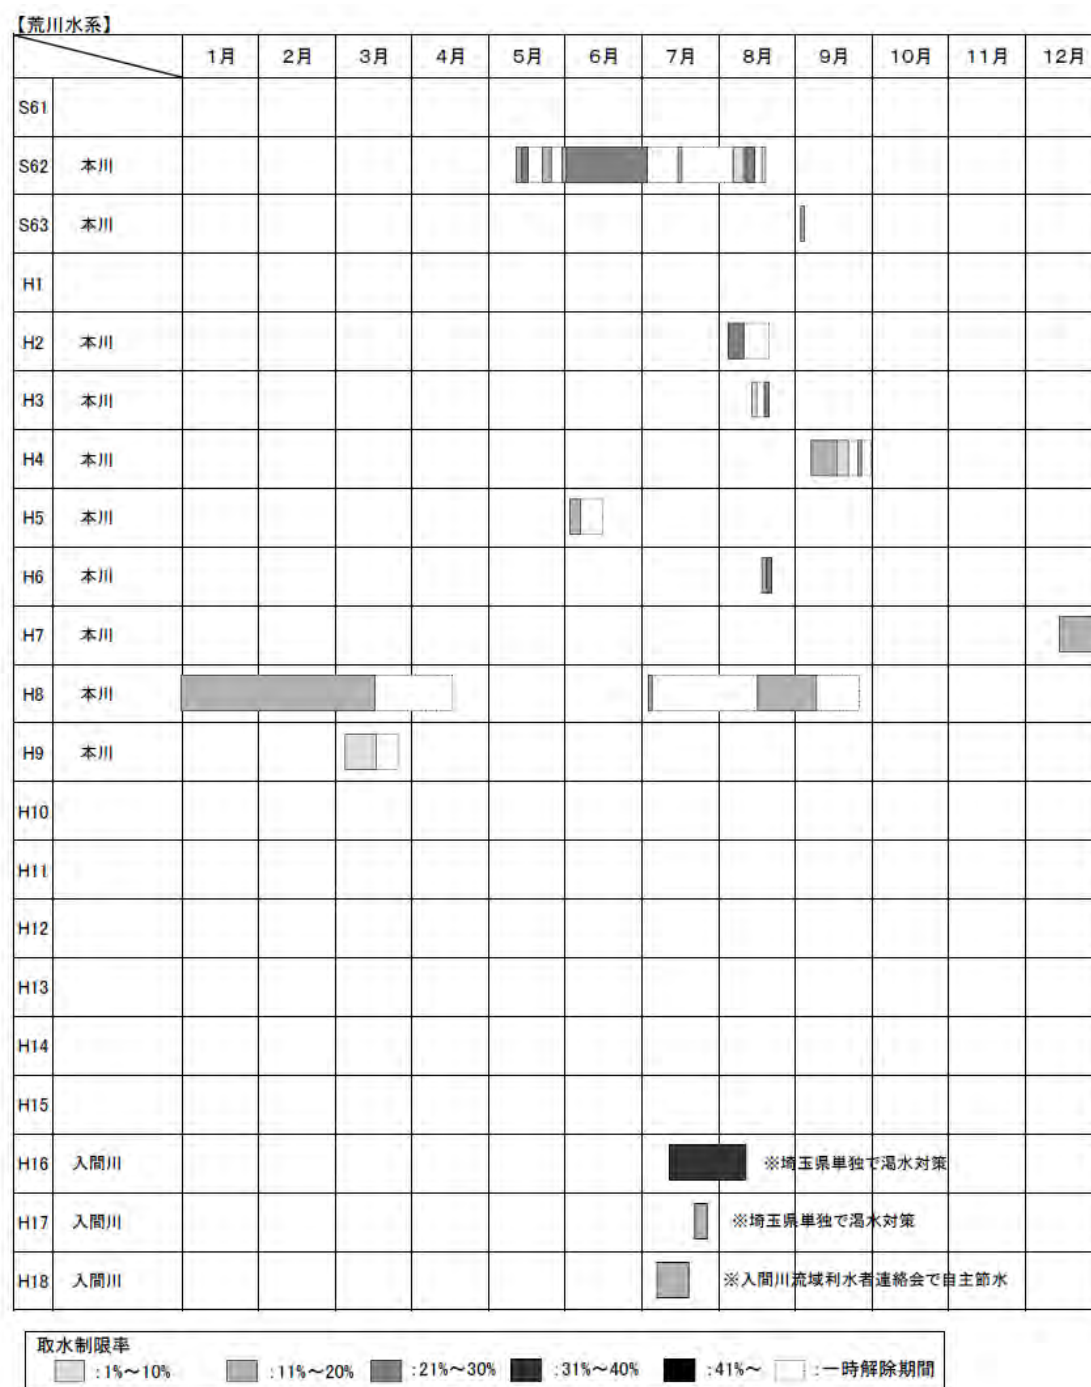 【荒川水系】
1月 2月 3月 4月 5月 6月 7月 8月 9月 10月 11月 12月
S61
S62 本川
S63 本川
H1
H2 本川
H3 本川
H4 本川
H5 本川
H6 本川
H7 本川
H8 本川
H9 本川
H10
H11
H12
H13
H14
H15
H16 入間川 ※埼玉県単独で渇水対策
H17 入間川 ※埼玉県単独で渇水対策
H18 入間川 ※入間川流域利水者連絡会で自主節水
取水制限率
:1%～10% :11%～20% :21%～30% :31%～40% :41%～ :一時解除期間